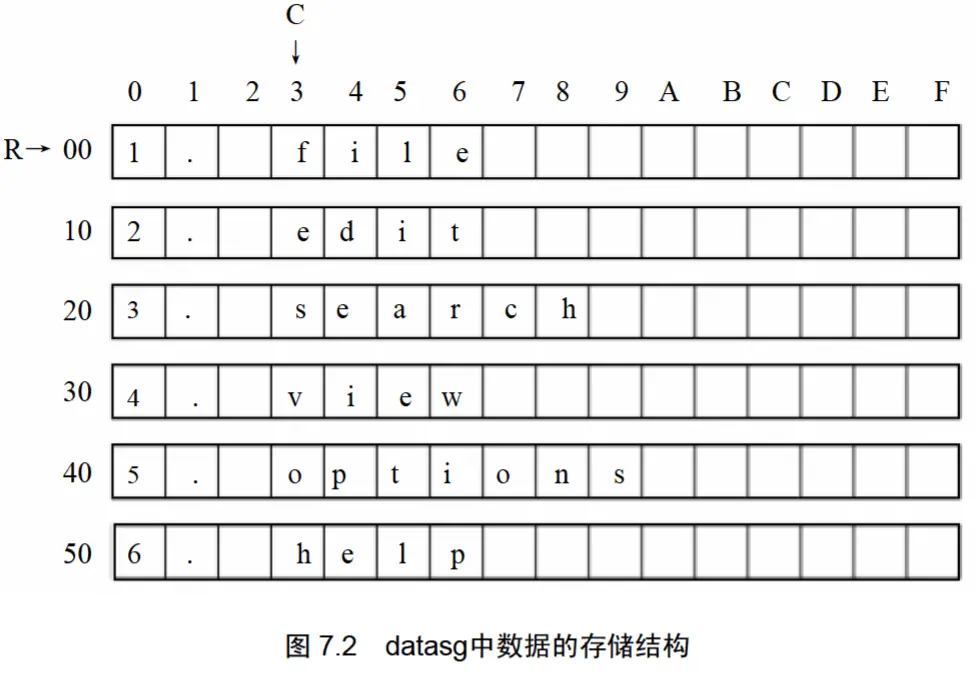 C
↓
0 1 2 3 4 5 6 7 8 9 A B C D E F
R→ 00 1 . f i l e
10 2 . e d i t
20 3 . s e a r c h
30 4 . v i e w
40 5 . o p t i o n s
50 6 . h e l p
图 7.2 datasg中数据的存储结构